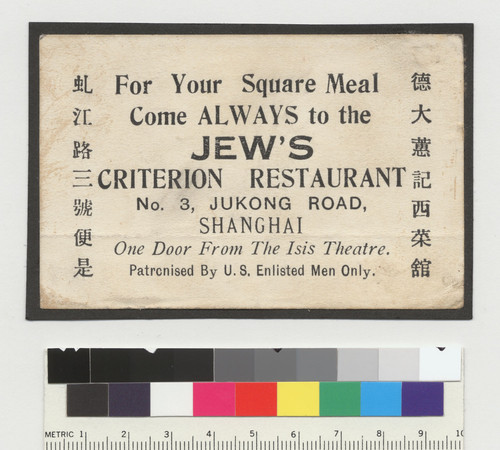 For Your Square Meal
Come ALWAYS to the
JEW'S
CRITERION RESTAURANT
No. 3, JUKONG ROAD,
SHANGHAI
One Door From The Isis Theatre.
Patronised By U.S. Enlisted Men Only.
德大蕙記西菜館
虬江路三號便是
METRIC 1 2 3 4 5 6 7 8 9 10